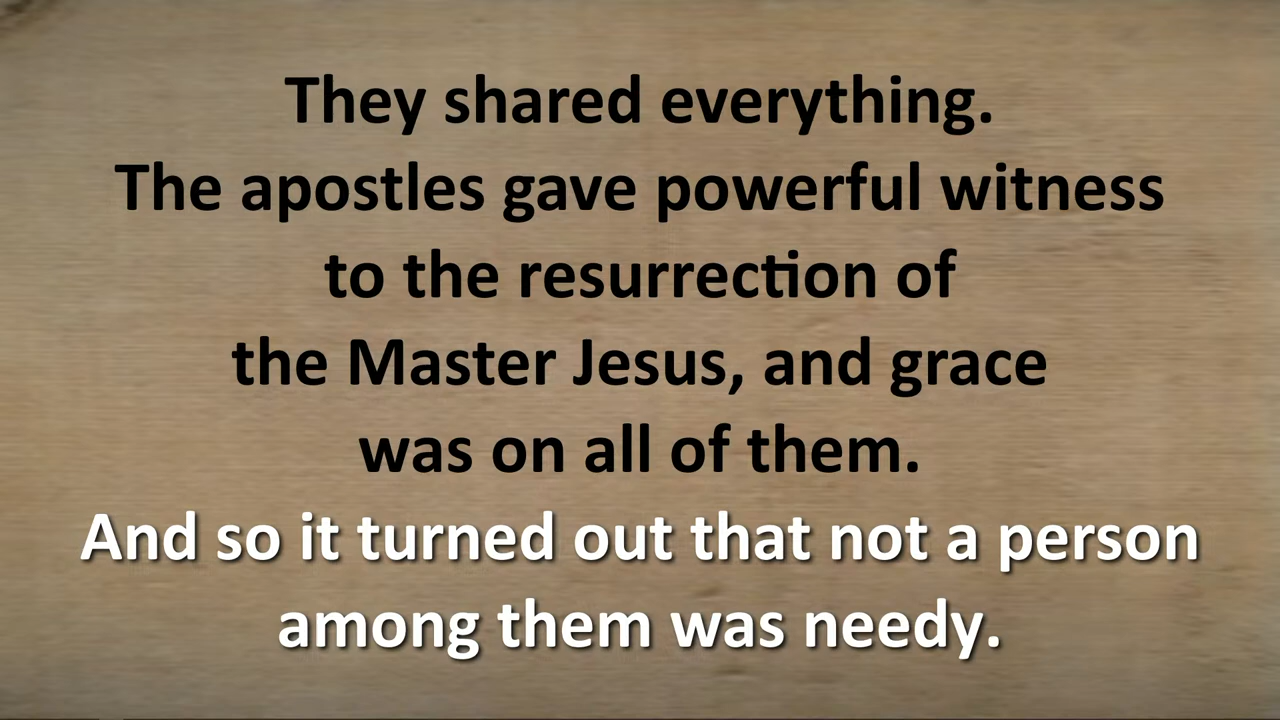 They shared everything.
The apostles gave powerful witness
to the resurrection of
the Master Jesus, and grace
was on all of them.
And so it turned out that not a person
among them was needy.